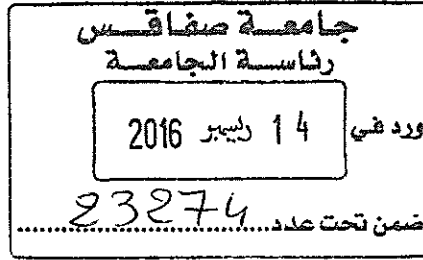 جامعة صفاقس
رئاسة الجامعة
ورد في 14 ديسمبر 2016
ضمن تحت عدد 23274